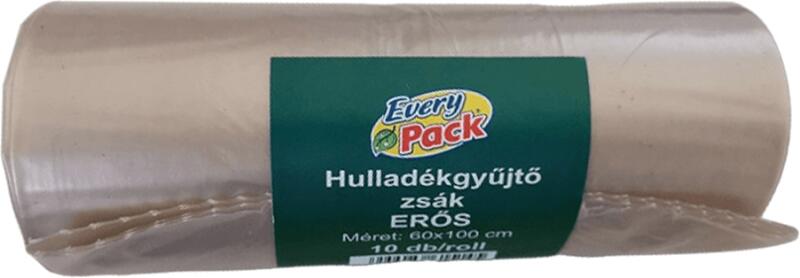 Every
Pack
Hulladékgyűjtő
zsák
ERŐS
Méret: 60x100 cm
10 db/roll